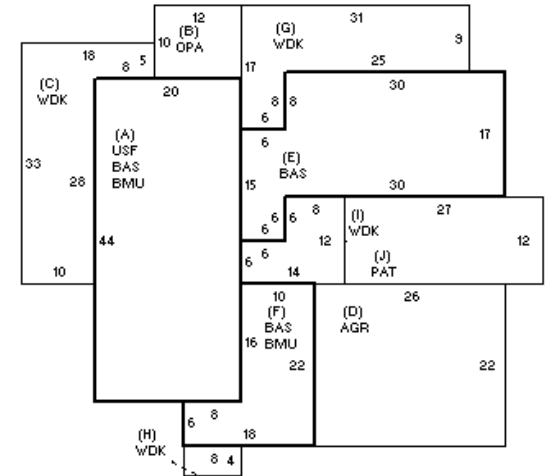 12
31
(B)
OPA
10
(G)
WDK
9
18
5
8
17
25
(C)
WDK
20
30
8 8
6
(A)
USF
BAS
BMU
6
17
(E)
BAS
33
28
15
30
6 6
8
(I)
WDK
27
6
44
6
6
12
12
(J)
PAT
10
14
10
26
(F)
BAS
BMU
(D)
AGR
16
22
22
6
8
18
(H)
WDK
8 4